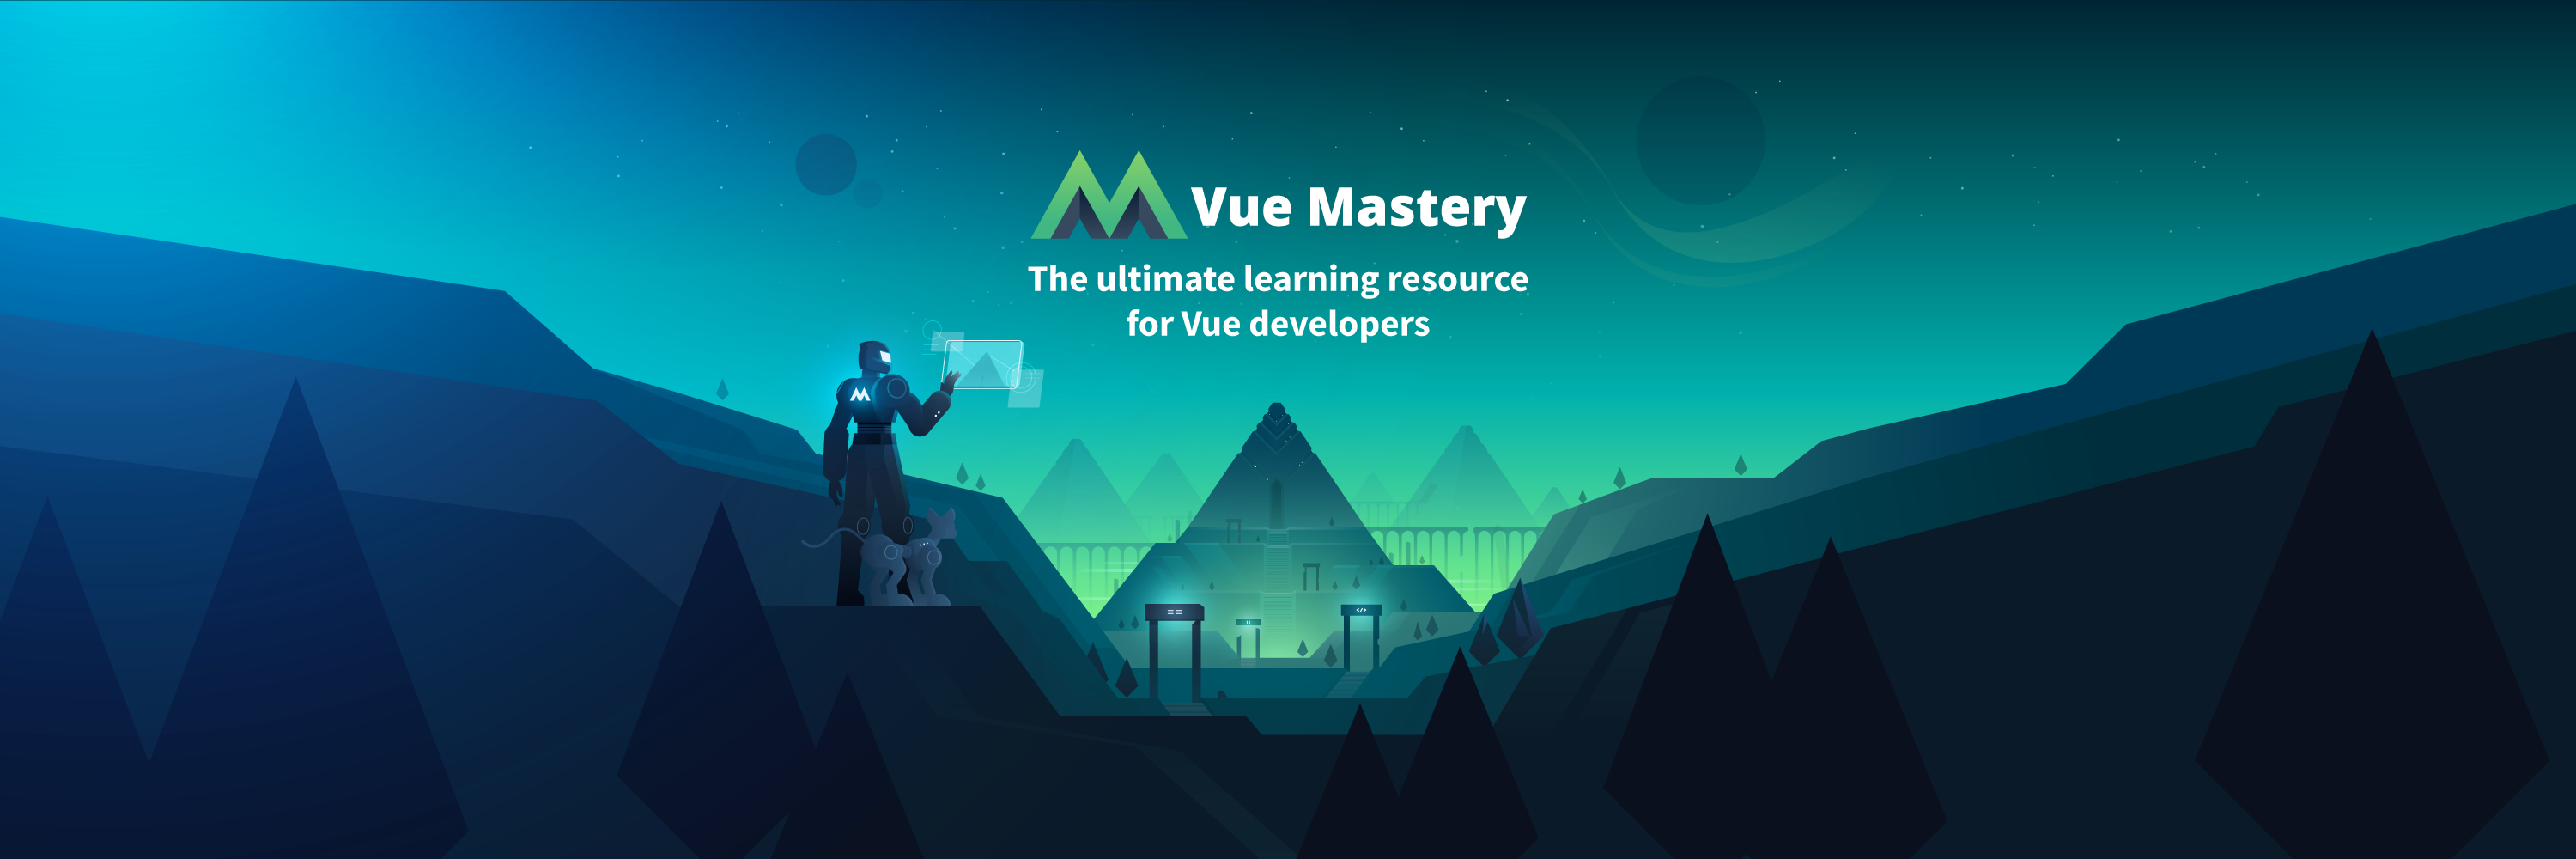 Vue Mastery
The ultimate learning resource
for Vue developers